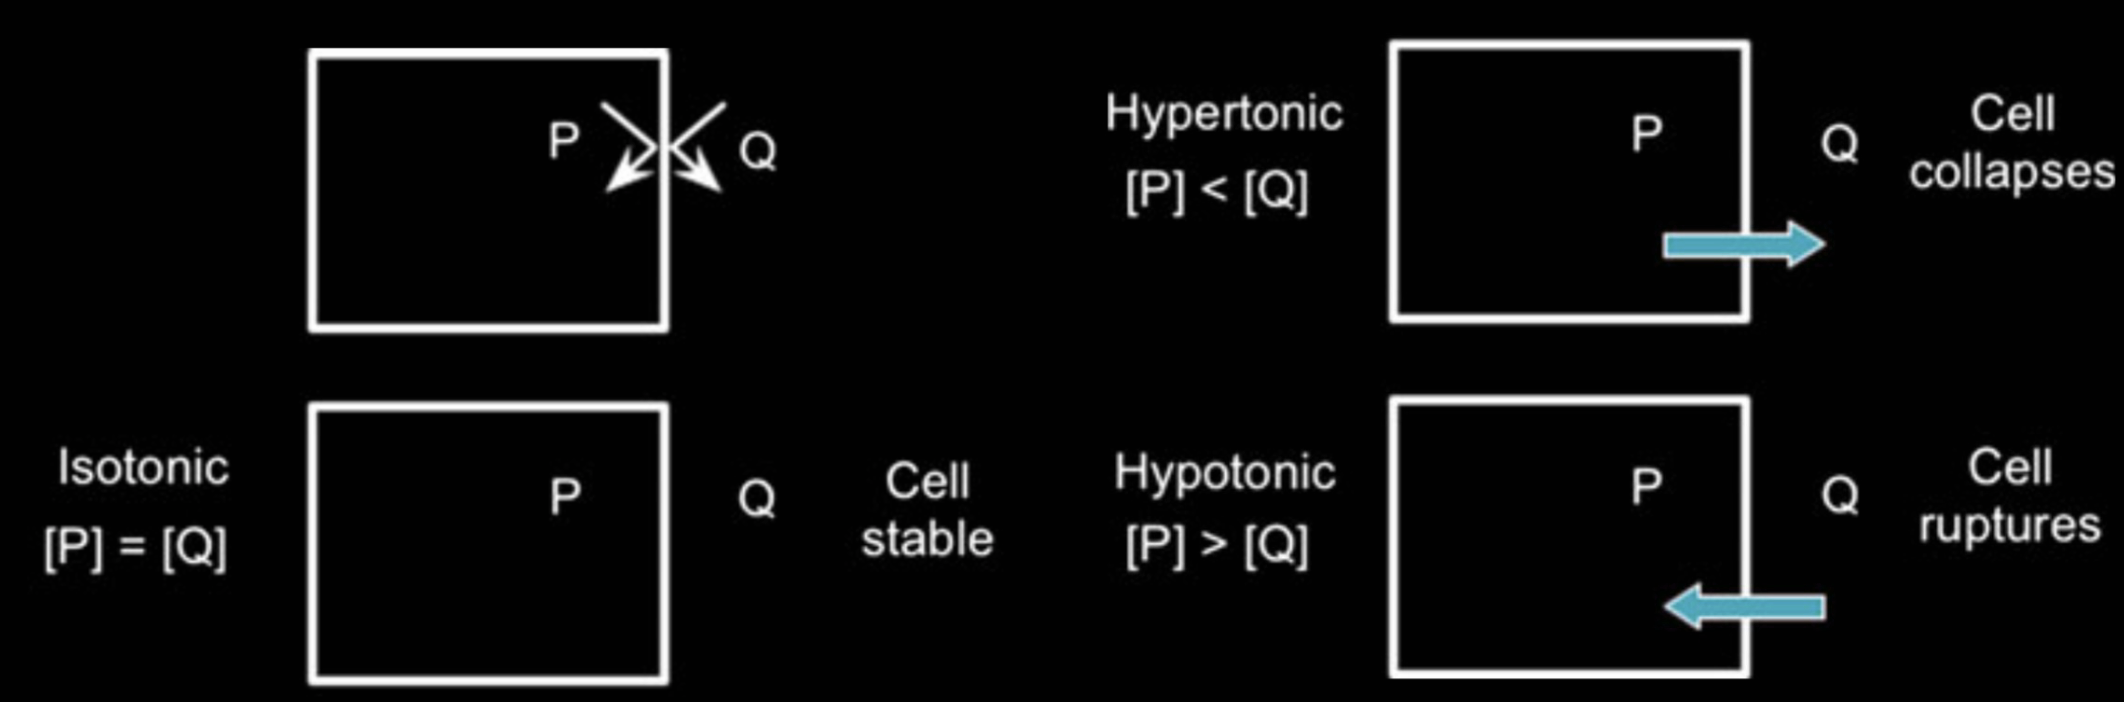 P
Q
Hypertonic
[P] < [Q]
P
Q
Cell
collapses
Isotonic
[P] = [Q]
P
Q
Cell
stable
Hypotonic
[P] > [Q]
P
Q
Cell
ruptures